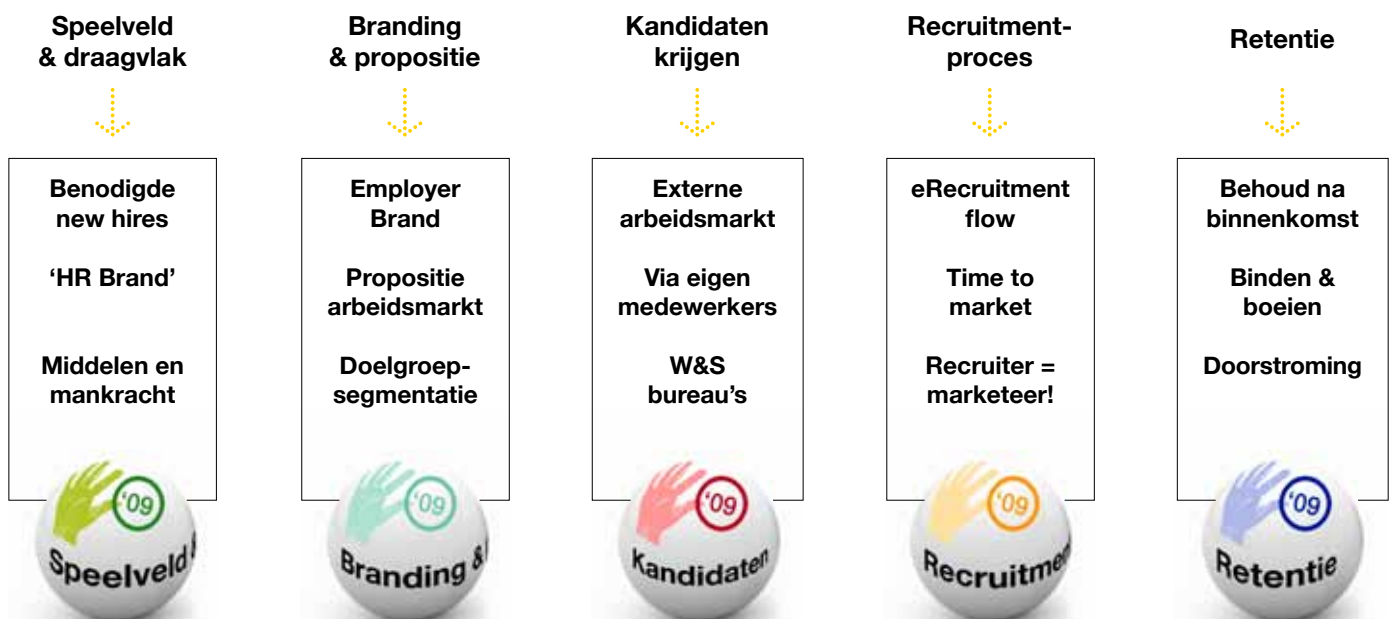 Speelveld
& draagvlak
Benodigde
new hires
‘HR Brand’
Middelen en
mankracht
‘09
Speelveld &
Branding
& propositie
Employer
Brand
Propositie
arbeidsmarkt
Doelgroep-
segmentatie
‘09
Branding &
Kandidaten
krijgen
Externe
arbeidsmarkt
Via eigen
medewerkers
W&S
bureau’s
‘09
Kandidaten
Recruitment-
proces
eRecruitment
flow
Time to
market
Recruiter =
marketeer!
‘09
Recruitme
Retentie
Behoud na
binnenkomst
Binden &
boeien
Doorstroming
‘09
Retentie